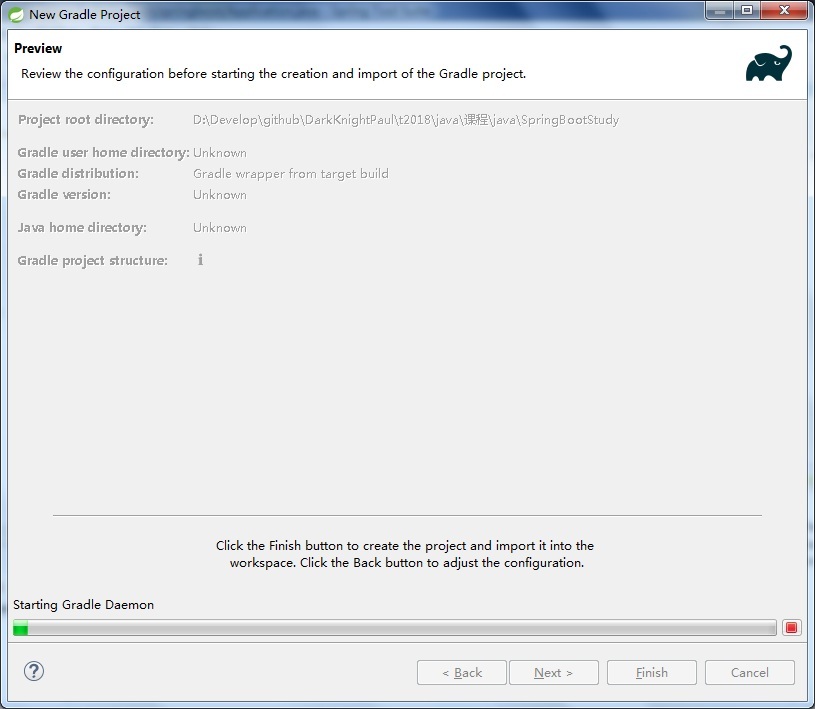 New Gradle Project
Preview
Review the configuration before starting the creation and import of the Gradle project.
Project root directory: D:\Develop\github\DarkKnightPaul\t2018\java\课程\java\SpringBootStudy
Gradle user home directory: Unknown
Gradle distribution: Gradle wrapper from target build
Gradle version: Unknown
Java home directory: Unknown
Gradle project structure:
Click the Finish button to create the project and import it into the
workspace. Click the Back button to adjust the configuration.
Starting Gradle Daemon
< Back
Next >
Finish
Cancel